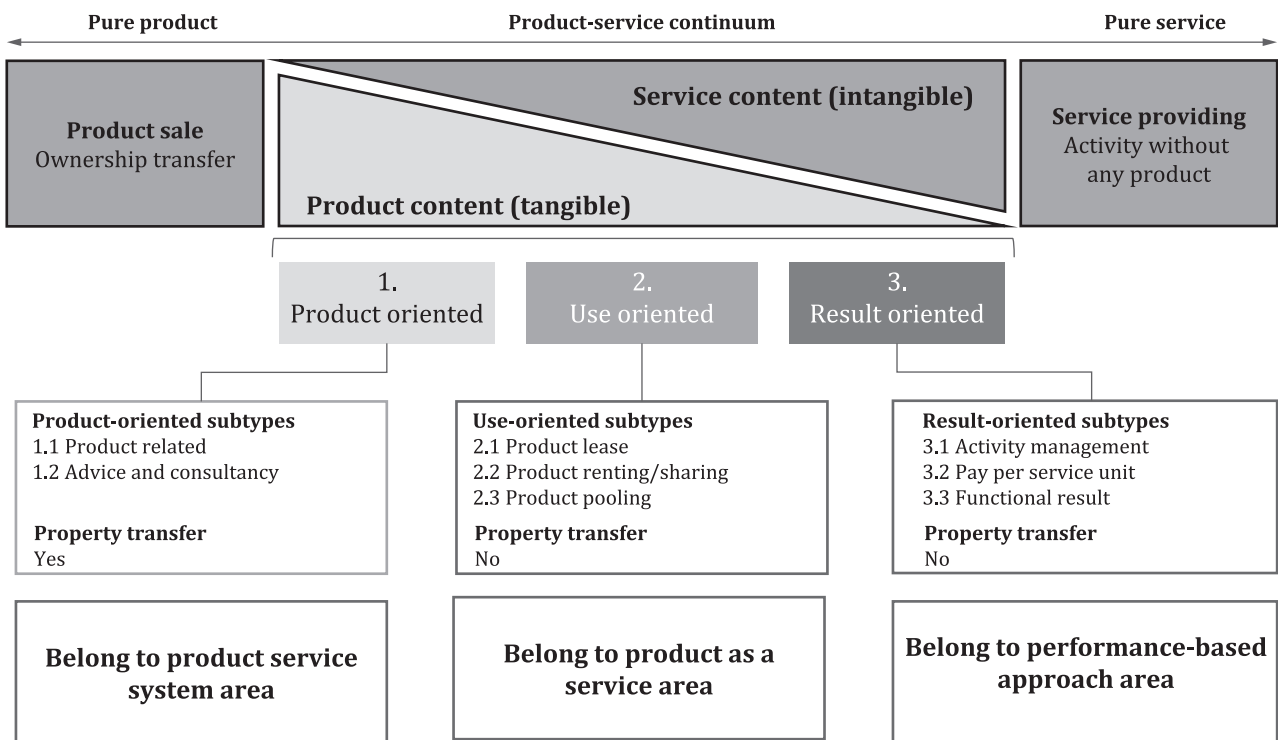 Pure product
Product-service continuum
Pure service
Product sale
Ownership transfer
Service content (intangible)
Product content (tangible)
Service providing
Activity without
any product
1.
Product oriented
2.
Use oriented
3.
Result oriented
Product-oriented subtypes
1.1 Product related
1.2 Advice and consultancy
Property transfer
Yes
Use-oriented subtypes
2.1 Product lease
2.2 Product renting/sharing
2.3 Product pooling
Property transfer
No
Result-oriented subtypes
3.1 Activity management
3.2 Pay per service unit
3.3 Functional result
Property transfer
No
Belong to product service
system area
Belong to product as a
service area
Belong to performance-based
approach area